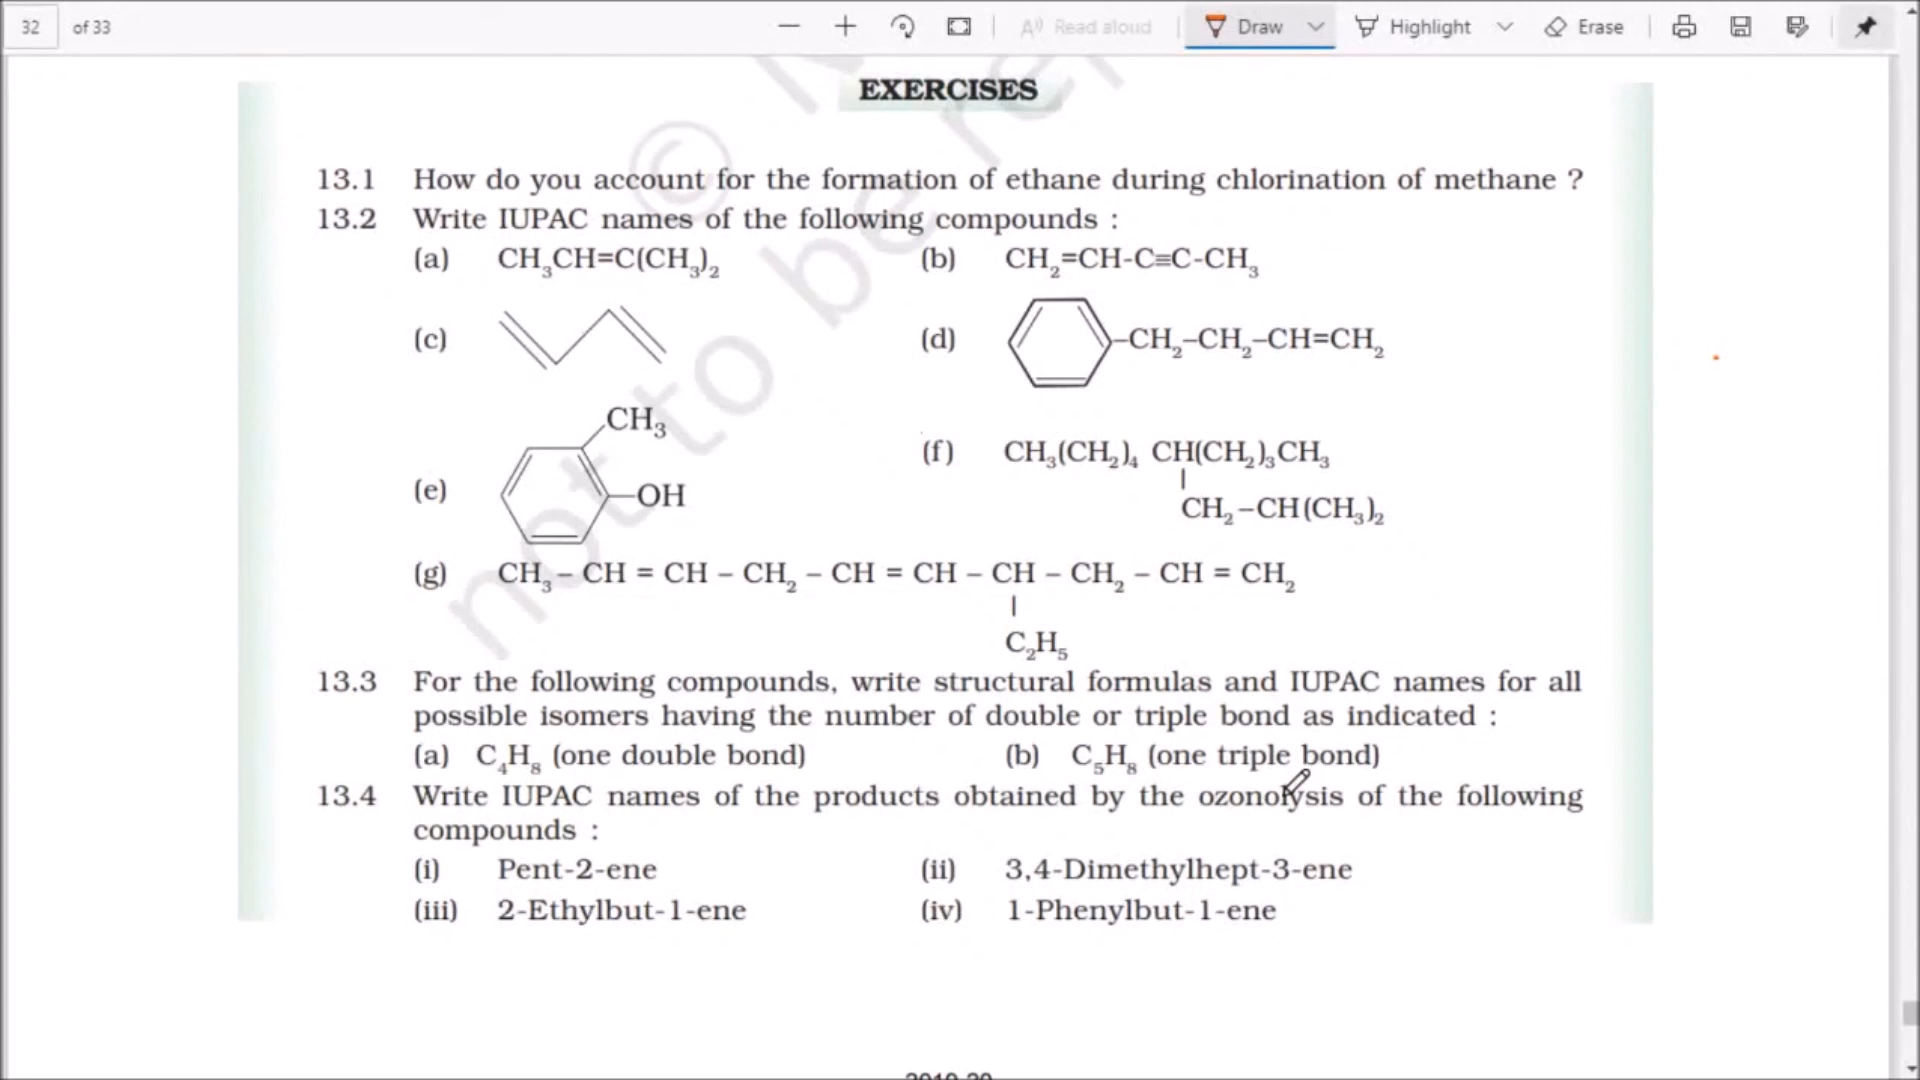 32 of 33 Read aloud Draw Highlight Erase
EXERCISES
13.1 How do you account for the formation of ethane during chlorination of methane ?
13.2 Write IUPAC names of the following compounds :
(a) CH₃CH=C(CH₃)₂ (b) CH₂=CH-C≡C-CH₃
(c) (d) –CH₂–CH₂–CH=CH₂
CH₃
(e) –OH
(f) CH₃(CH₂)₄ CH(CH₂)₃CH₃
CH₂–CH(CH₃)₂
(g) CH₃ – CH = CH – CH₂ – CH = CH – CH – CH₂ – CH = CH₂
C₂H₅
13.3 For the following compounds, write structural formulas and IUPAC names for all
possible isomers having the number of double or triple bond as indicated :
(a) C₄H₈ (one double bond) (b) C₅H₈ (one triple bond)
13.4 Write IUPAC names of the products obtained by the ozonolysis of the following
compounds :
(i) Pent-2-ene (ii) 3,4-Dimethylhept-3-ene
(iii) 2-Ethylbut-1-ene (iv) 1-Phenylbut-1-ene
© not to be